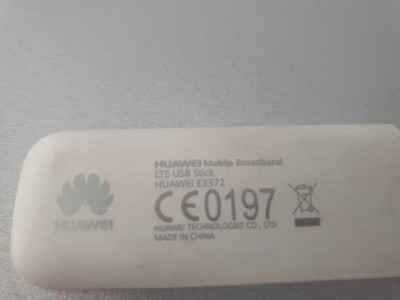 HUAWEI Mobile Broadband
LTE USB Stick
HUAWEI E3372
CE0197
HUAWEI TECHNOLOGIES CO., LTD.
MADE IN CHINA
HUAWEI